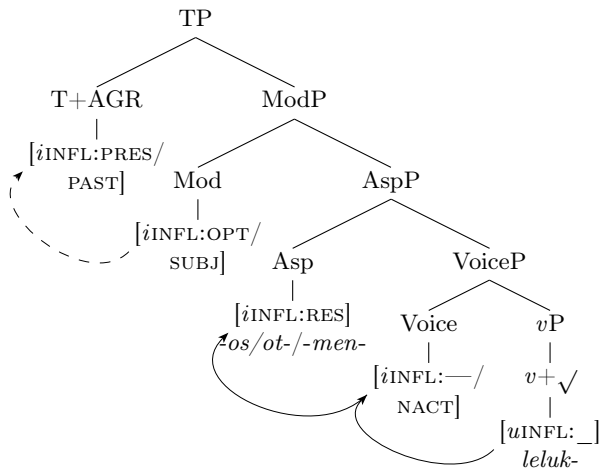 TP
T+AGR ModP
[iINFL:PRES/
PAST]
Mod AspP
[iINFL:OPT/
SUBJ]
Asp VoiceP
[iINFL:RES]
-os/ot-/-men-
Voice vP
[iINFL:—/
NACT]
v+√
[uINFL:_]
leluk-